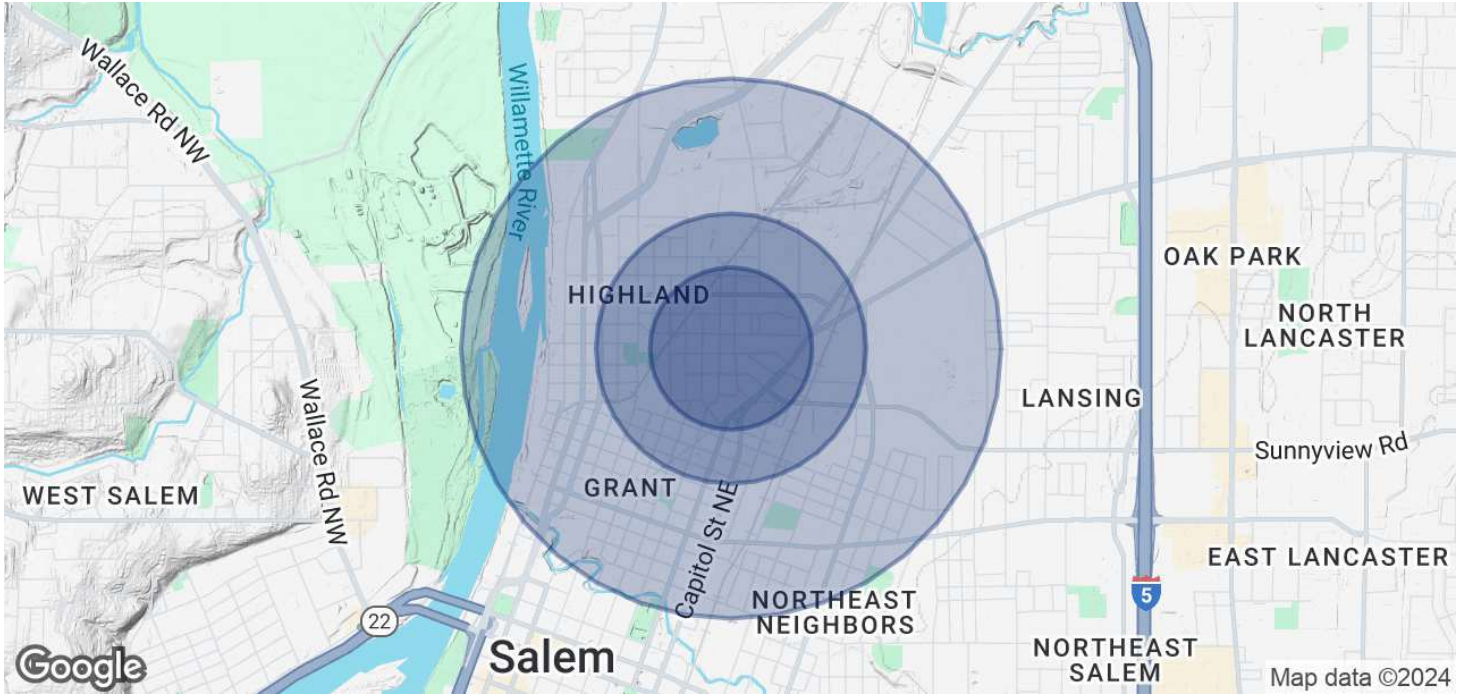 Wallace Rd NW
Willamette River
HIGHLAND
OAK PARK
NORTH
LANCASTER
LANSING
Sunnyview Rd
WEST SALEM
Wallace Rd NW
GRANT
Capitol St NE
EAST LANCASTER
NORTHEAST
NEIGHBORS
5
22
Salem
NORTHEAST
SALEM
Google
Map data ©2024